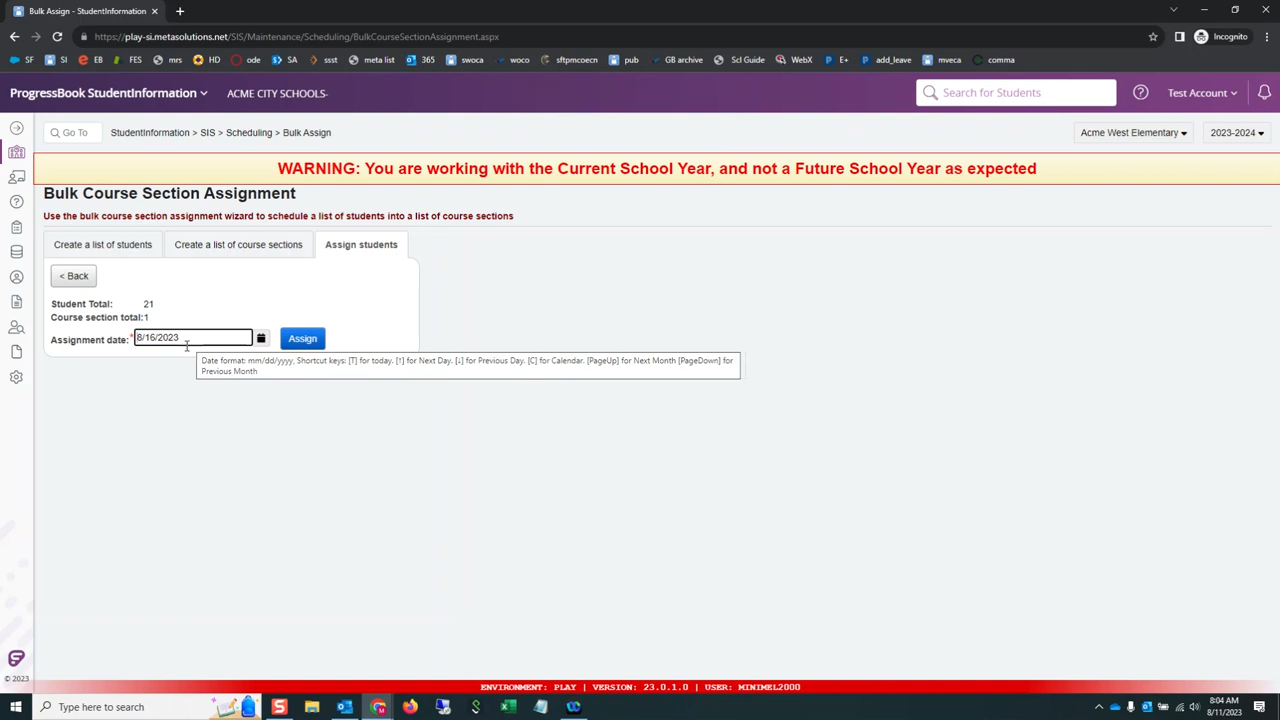 Bulk Assign - StudentInformation
https://play-si.metasolutions.net/SIS/Maintenance/Scheduling/BulkCourseSectionAssignment.aspx
Incognito
SF SI EB FES mrs HD ode SA ssst meta list 365 swoca woco sftpmcoecn pub GB archive Scl Guide WebX E+ add_leave mveca comma
ProgressBook StudentInformation ACME CITY SCHOOLS- Search for Students Test Account
Go To StudentInformation > SIS > Scheduling > Bulk Assign Acme West Elementary 2023-2024
WARNING: You are working with the Current School Year, and not a Future School Year as expected
Bulk Course Section Assignment
Use the bulk course section assignment wizard to schedule a list of students into a list of course sections
Create a list of students Create a list of course sections Assign students
< Back
Student Total: 21
Course section total:1
Assignment date:* 8/16/2023 Assign
Date format: mm/dd/yyyy, Shortcut keys: [T] for today. [↑] for Next Day. [↓] for Previous Day. [C] for Calendar. [PageUp] for Next Month [PageDown] for
Previous Month
© 2023
ENVIRONMENT: PLAY | VERSION: 23.0.1.0 | USER: MINIMEL2000
Type here to search
8:04 AM
8/11/2023